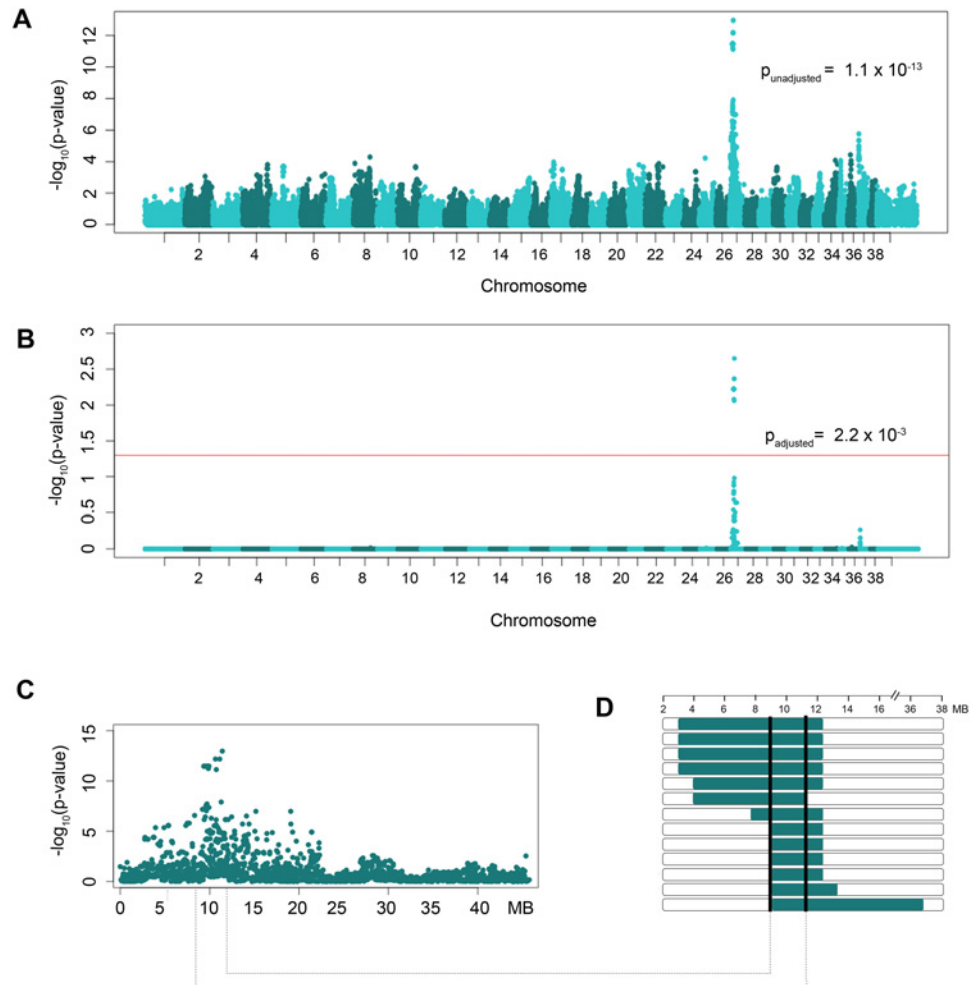 A
12
10
8
6
4
2
0
-log10(p-value)
punadjusted = 1.1 x 10-13
2 4 6 8 10 12 14 16 18 20 22 24 26 28 30 32 34 36 38
Chromosome
B
3
2.5
2
1.5
1
0.5
0
-log10(p-value)
padjusted = 2.2 x 10-3
2 4 6 8 10 12 14 16 18 20 22 24 26 28 30 32 34 36 38
Chromosome
C
15
10
5
0
-log10(p-value)
0 5 10 15 20 25 30 35 40 MB
D
2 4 6 8 10 12 14 16 36 38 MB